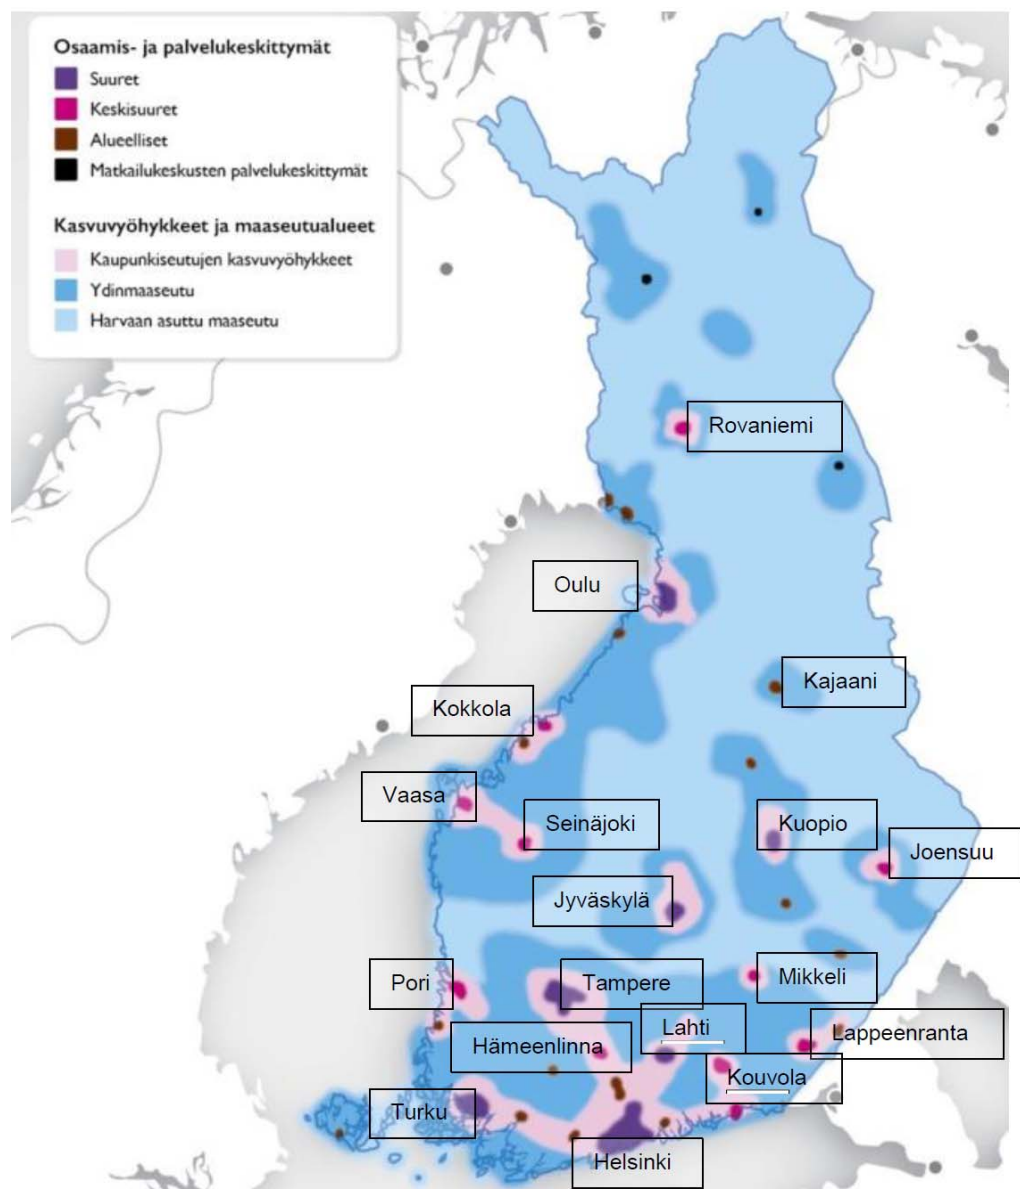 Osaamis- ja palvelukeskittymät
Suuret
Keskisuuret
Alueelliset
Matkailukeskusten palvelukeskittymät
Kasvuvyöhykkeet ja maaseutualueet
Kaupunkiseutujen kasvuvyöhykkeet
Ydinmaaseutu
Harvaan asuttu maaseutu
Rovaniemi
Oulu
Kajaani
Kokkola
Vaasa
Seinäjoki
Kuopio
Joensuu
Jyväskylä
Pori
Tampere
Mikkeli
Lahti
Lappeenranta
Hämeenlinna
Kouvola
Turku
Helsinki